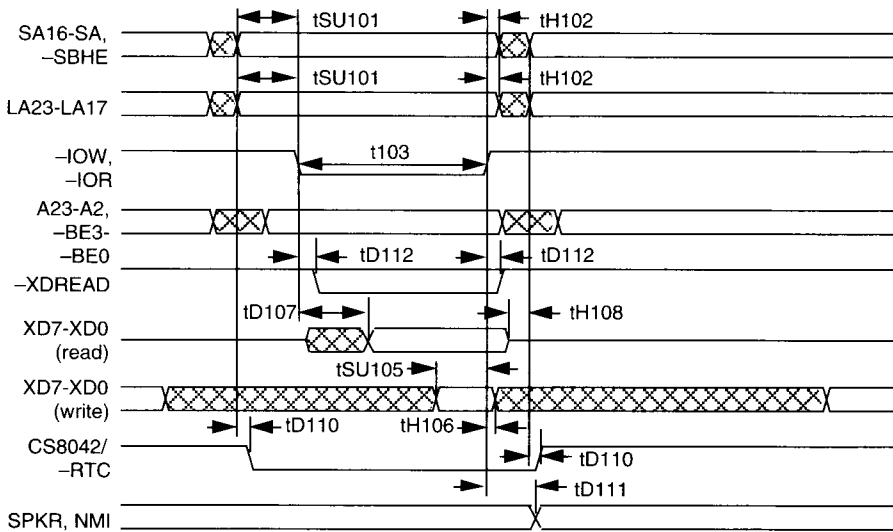 tSU101 tH102
SA16-SA,
–SBHE
tSU101 tH102
LA23-LA17
–IOW,
–IOR
t103
A23-A2,
–BE3-
–BE0
tD112 tD112
–XDREAD
tD107 tH108
XD7-XD0
(read)
tSU105
XD7-XD0
(write)
tD110 tH106
CS8042/
–RTC
tD110
tD111
SPKR, NMI